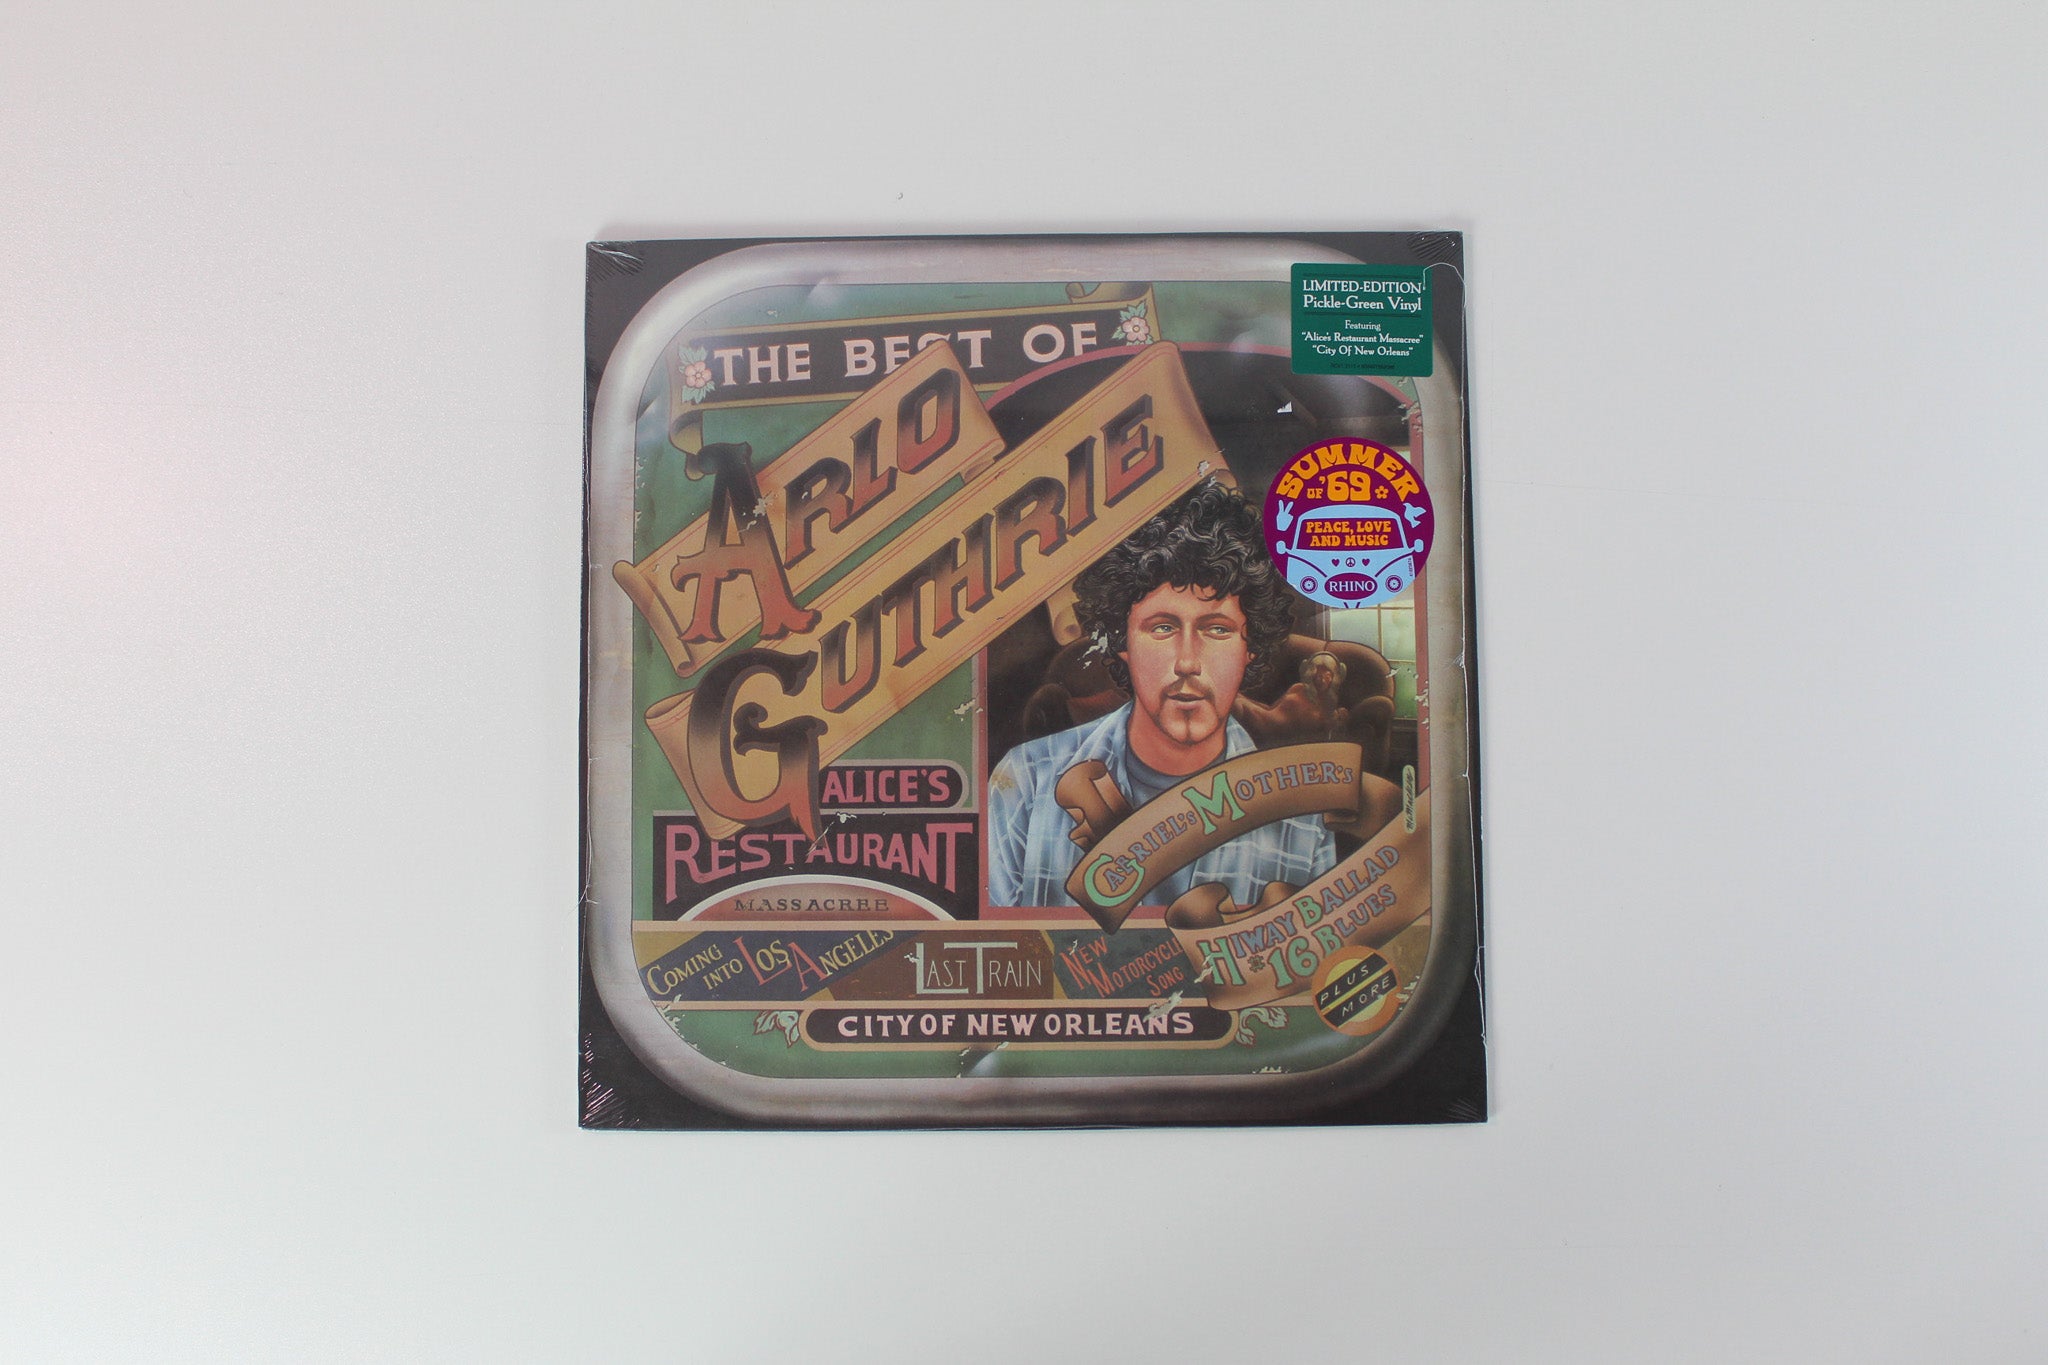 THE BEST OF
ARLO
GUTHRIE
LIMITED-EDITION
Pickle-Green Vinyl
Featuring
"Alice's Restaurant Massacree"
"City Of New Orleans"
SUMMER
OF '69
PEACE, LOVE
AND MUSIC
RHINO
ALICE'S
RESTAURANT
MASSACREE
GABRIEL'S MOTHER'S
HIWAY BALLAD
16 BLUES
COMING
INTO LOS ANGELES
LAST TRAIN
NEW
MOTORCYCLE
SONG
PLUS
MORE
CITY OF NEW ORLEANS